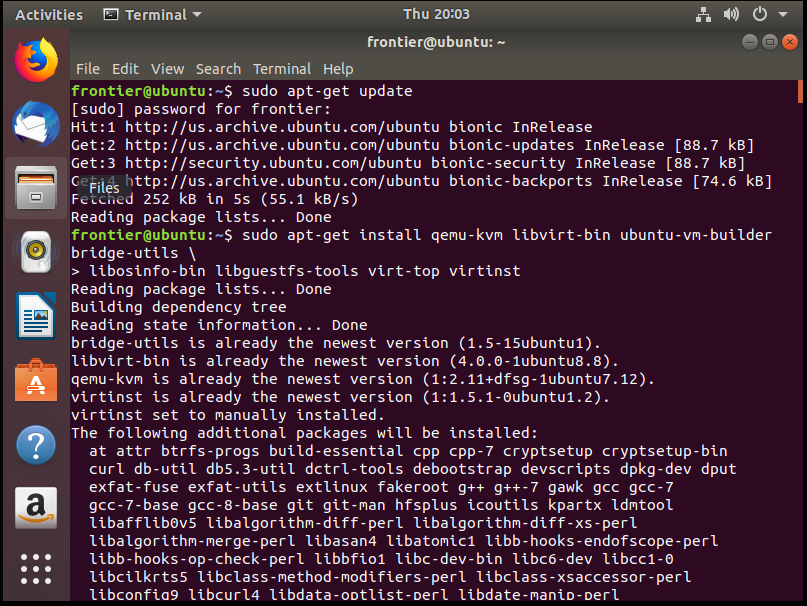 Activities Terminal Thu 20:03
frontier@ubuntu: ~
File Edit View Search Terminal Help
frontier@ubuntu:~$ sudo apt-get update
[sudo] password for frontier:
Hit:1 http://us.archive.ubuntu.com/ubuntu bionic InRelease
Get:2 http://us.archive.ubuntu.com/ubuntu bionic-updates InRelease [88.7 kB]
Get:3 http://security.ubuntu.com/ubuntu bionic-security InRelease [88.7 kB]
Get:4 http://us.archive.ubuntu.com/ubuntu bionic-backports InRelease [74.6 kB]
Files
Fetched 252 kB in 5s (55.1 kB/s)
Reading package lists... Done
frontier@ubuntu:~$ sudo apt-get install qemu-kvm libvirt-bin ubuntu-vm-builder
bridge-utils \
> libosinfo-bin libguestfs-tools virt-top virtinst
Reading package lists... Done
Building dependency tree
Reading state information... Done
bridge-utils is already the newest version (1.5-15ubuntu1).
libvirt-bin is already the newest version (4.0.0-1ubuntu8.8).
qemu-kvm is already the newest version (1:2.11+dfsg-1ubuntu7.12).
virtinst is already the newest version (1:1.5.1-0ubuntu1.2).
virtinst set to manually installed.
The following additional packages will be installed:
at attr btrfs-progs build-essential cpp cpp-7 cryptsetup cryptsetup-bin
curl db-util db5.3-util dctrl-tools debootstrap devscripts dpkg-dev dput
exfat-fuse exfat-utils extlinux fakeroot g++ g++-7 gawk gcc gcc-7
gcc-7-base gcc-8-base git git-man hfsplus icoutils kpartx ldmtool
libafflib0v5 libalgorithm-diff-perl libalgorithm-diff-xs-perl
libalgorithm-merge-perl libasan4 libatomic1 libb-hooks-endofscope-perl
libb-hooks-op-check-perl libbfio1 libc-dev-bin libc6-dev libcc1-0
libcilkrts5 libclass-method-modifiers-perl libclass-xsaccessor-perl
libconfig9 libcurl4 libdata-optlist-perl libdate-manip-perl